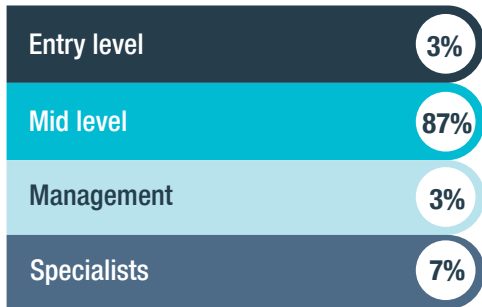 Entry level 3%
Mid level 87%
Management 3%
Specialists 7%